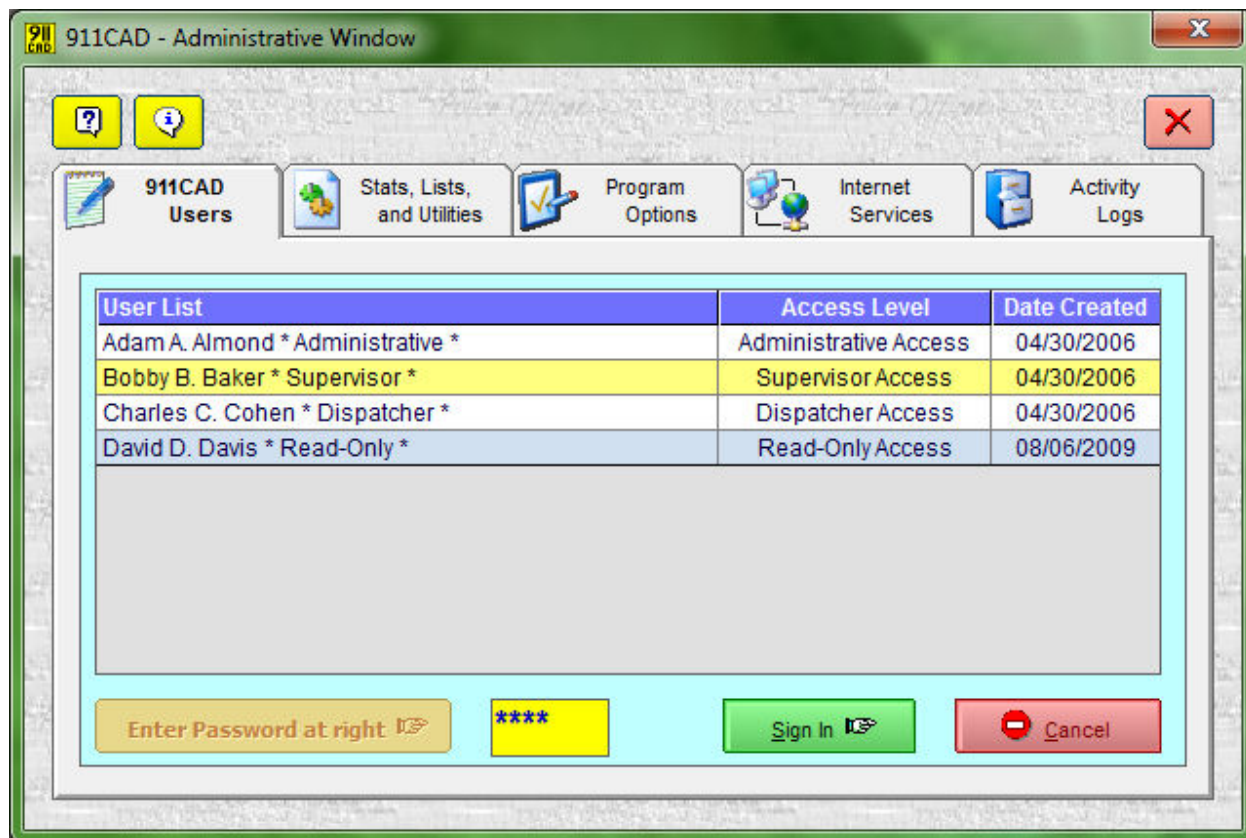 911 CAD
911CAD - Administrative Window
911CAD Users
Stats, Lists, and Utilities
Program Options
Internet Services
Activity Logs
User List Access Level Date Created
Adam A. Almond * Administrative * Administrative Access 04/30/2006
Bobby B. Baker * Supervisor * Supervisor Access 04/30/2006
Charles C. Cohen * Dispatcher * Dispatcher Access 04/30/2006
David D. Davis * Read-Only * Read-Only Access 08/06/2009
Enter Password at right **** Sign In Cancel